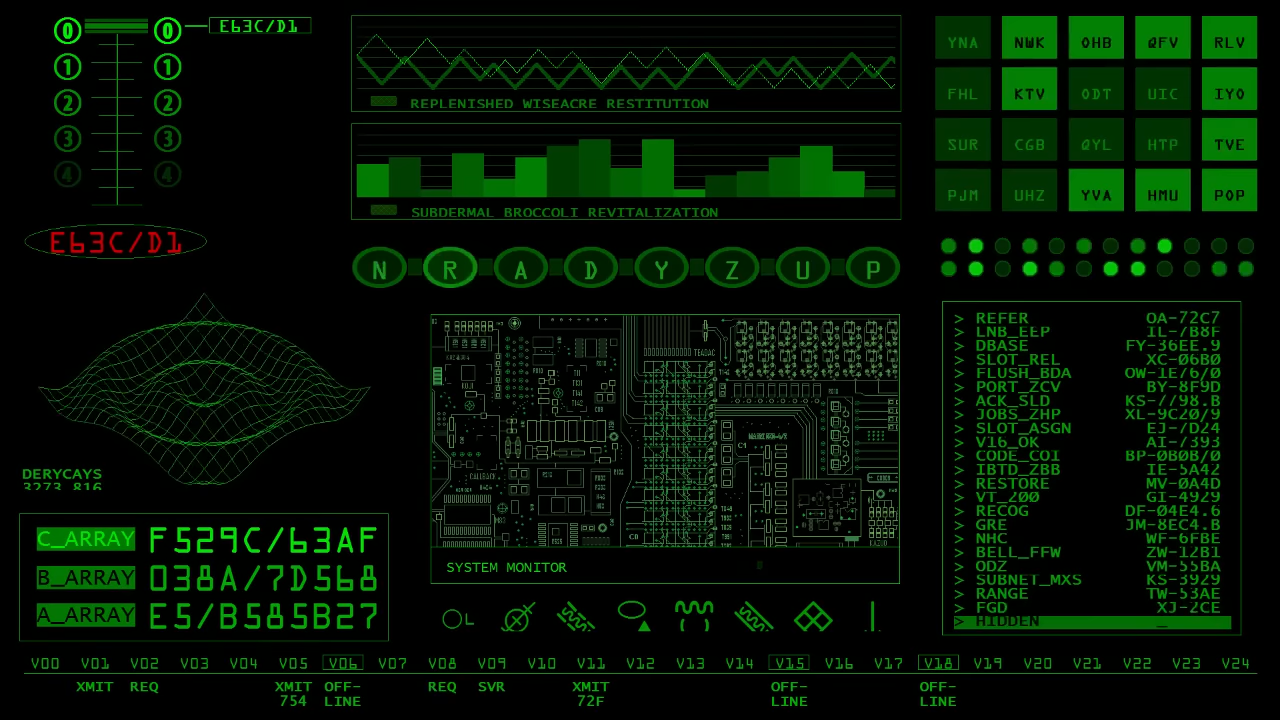 0 0 E63C/D1
1 1
2 2
3 3
4 4
E63C/D1
DERYCAYS
3273.816
C_ARRAY F529C/63AF
B_ARRAY 038A/7D568
A_ARRAY E5/B585B27
REPLENISHED WISEACRE RESTITUTION
SUBDERMAL BROCCOLI REVITALIZATION
N R A D Y Z U P
SYSTEM MONITOR
YNA NWK OHB QFV RLV
FHL KTV ODT UIC IYO
SUR CGB QYL HTP TVE
PJM UHZ YVA HMU POP
> REFER OA-72C7
> LNB_EEP IL-7B8F
> DBASE FY-36EE.9
> SLOT_REL XC-06B0
> FLUSH_BDA OW-1E76/0
> PORT_ZCV BY-8F9D
> ACK_SLD KS-7798.B
> JOBS_ZHP XL-9C20/9
> SLOT_ASGN EJ-7D24
> V16_OK AI-7393
> CODE_COI BP-0B0B/0
> IBTD_ZBB IE-5A42
> RESTORE MV-0A4D
> VT_200 GI-4929
> RECOG DF-04E4.6
> GRE JM-8EC4.B
> NHC WF-6FBE
> BELL_FFW ZW-12B1
> ODZ VM-55BA
> SUBNET_MXS KS-3929
> RANGE TW-53AE
> FGD XJ-2CE
> HIDDEN _
V00 V01 V02 V03 V04 V05 V06 V07 V08 V09 V10 V11 V12 V13 V14 V15 V16 V17 V18 V19 V20 V21 V22 V23 V24
XMIT REQ XMIT OFF- REQ SVR XMIT OFF- OFF-
754 LINE 72F LINE LINE